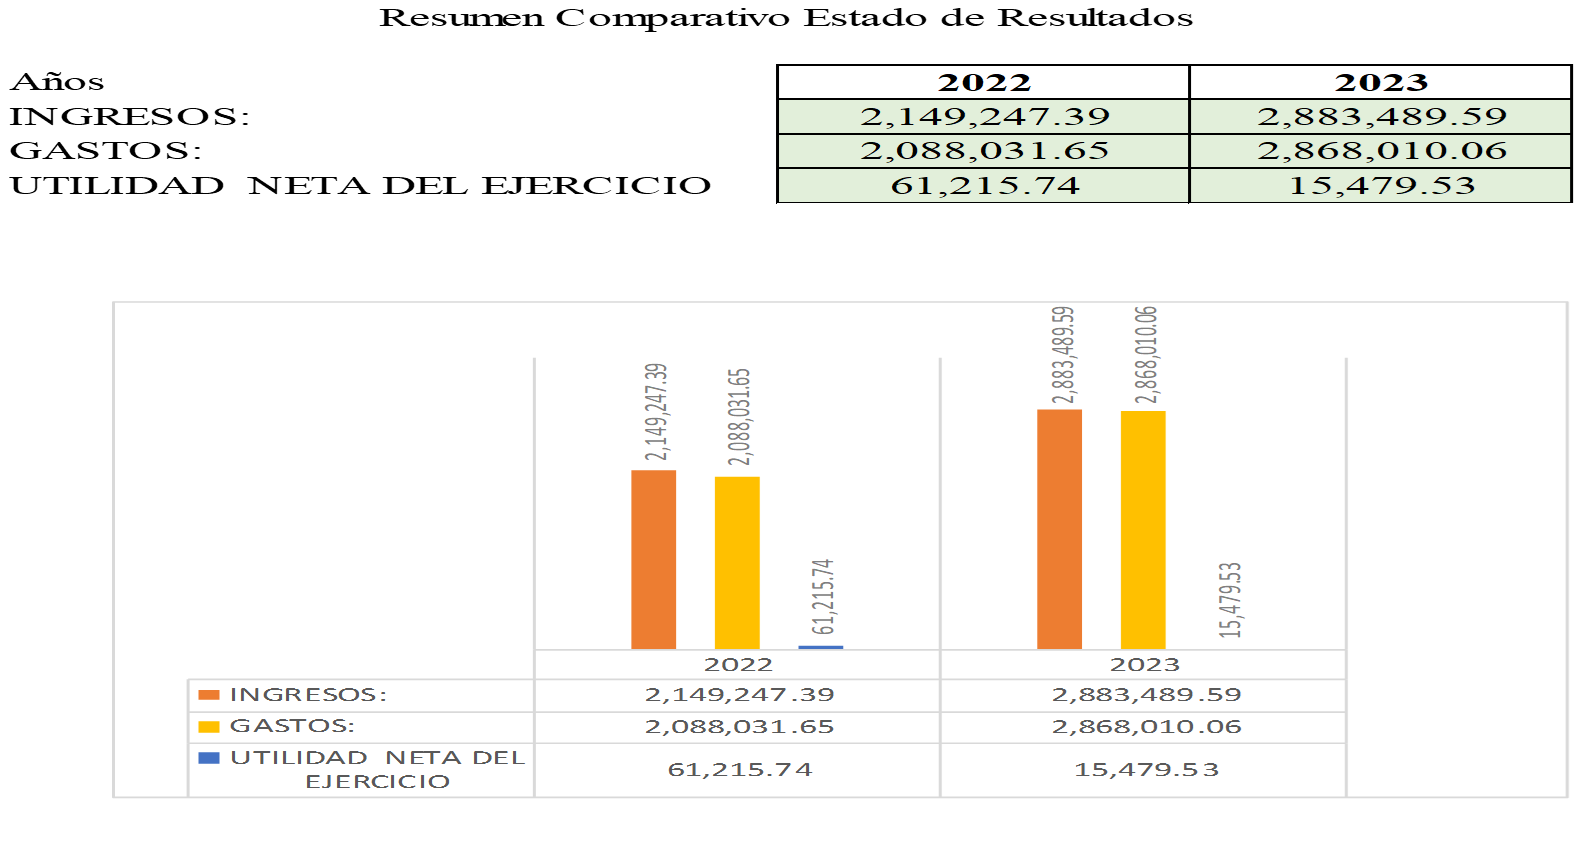 Resumen Comparativo Estado de Resultados
Años 2022 2023
INGRESOS: 2,149,247.39 2,883,489.59
GASTOS: 2,088,031.65 2,868,010.06
UTILIDAD NETA DEL EJERCICIO 61,215.74 15,479.53
2,149,247.39
2,088,031.65
61,215.74
2,883,489.59
2,868,010.06
15,479.53
2022 2023
INGRESOS: 2,149,247.39 2,883,489.59
GASTOS: 2,088,031.65 2,868,010.06
UTILIDAD NETA DEL
EJERCICIO 61,215.74 15,479.53